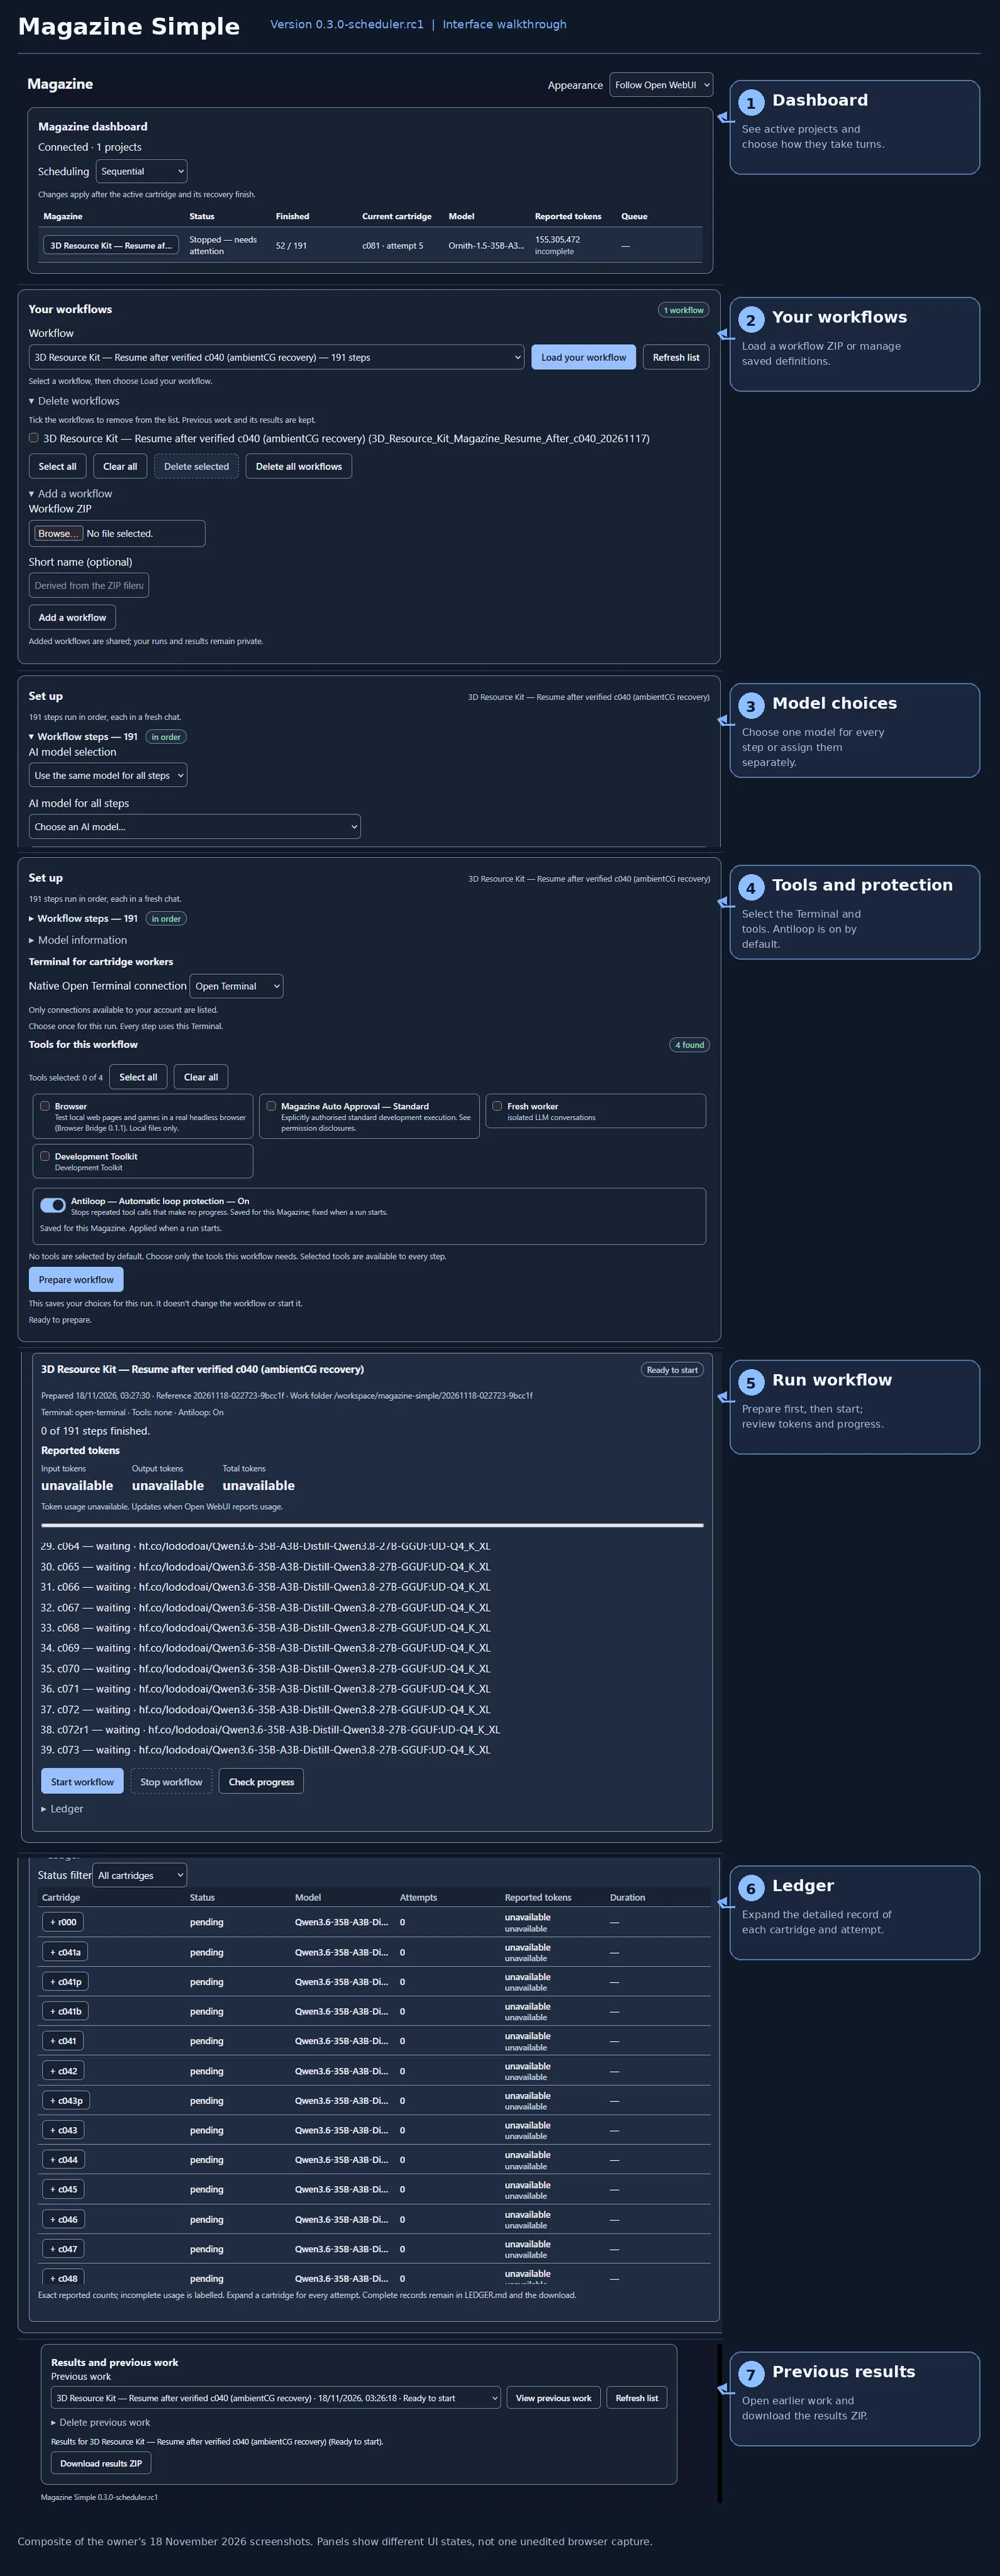 Magazine Simple
Version 0.3.0-scheduler.rc1 | Interface walkthrough
Magazine
Appearance Follow Open WebUI
Magazine dashboard
Connected · 1 projects
Scheduling Sequential
Changes apply after the active cartridge and its recovery finish.
Magazine Status Finished Current cartridge Model Reported tokens Queue
3D Resource Kit — Resume af... Stopped — needs attention 52 / 191 c081 · attempt 5 Ornith-1.5-35B-A3... 155,305,472 incomplete —
1 Dashboard
See active projects and
choose how they take turns.
Your workflows
1 workflow
Workflow
3D Resource Kit — Resume after verified c040 (ambientCG recovery) — 191 steps Load your workflow Refresh list
Select a workflow, then choose Load your workflow.
▾ Delete workflows
Tick the workflows to remove from the list. Previous work and its results are kept.
3D Resource Kit — Resume after verified c040 (ambientCG recovery) (3D_Resource_Kit_Magazine_Resume_After_c040_20261117)
Select all Clear all Delete selected Delete all workflows
▾ Add a workflow
Workflow ZIP
Browse... No file selected.
Short name (optional)
Derived from the ZIP filena
Add a workflow
Added workflows are shared; your runs and results remain private.
2 Your workflows
Load a workflow ZIP or manage
saved definitions.
Set up
3D Resource Kit — Resume after verified c040 (ambientCG recovery)
191 steps run in order, each in a fresh chat.
▾ Workflow steps — 191 in order
AI model selection
Use the same model for all steps
AI model for all steps
Choose an AI model...
3 Model choices
Choose one model for every
step or assign them
separately.
Set up
3D Resource Kit — Resume after verified c040 (ambientCG recovery)
191 steps run in order, each in a fresh chat.
▸ Workflow steps — 191 in order
▸ Model information
Terminal for cartridge workers
Native Open Terminal connection Open Terminal
Only connections available to your account are listed.
Choose once for this run. Every step uses this Terminal.
Tools for this workflow
4 found
Tools selected: 0 of 4 Select all Clear all
Browser
Test local web pages and games in a real headless browser
(Browser Bridge 0.1.1). Local files only.
Magazine Auto Approval — Standard
Explicitly authorised standard development execution. See
permission disclosures.
Fresh worker
isolated LLM conversations
Development Toolkit
Development Toolkit
Antiloop — Automatic loop protection — On
Stops repeated tool calls that make no progress. Saved for this Magazine; fixed when a run starts.
Saved for this Magazine. Applied when a run starts.
No tools are selected by default. Choose only the tools this workflow needs. Selected tools are available to every step.
Prepare workflow
This saves your choices for this run. It doesn't change the workflow or start it.
Ready to prepare.
4 Tools and protection
Select the Terminal and
tools. Antiloop is on by
default.
3D Resource Kit — Resume after verified c040 (ambientCG recovery)
Ready to start
Prepared 18/11/2026, 03:27:30 · Reference 20261118-022723-9bcc1f · Work folder /workspace/magazine-simple/20261118-022723-9bcc1f
Terminal: open-terminal · Tools: none · Antiloop: On
0 of 191 steps finished.
Reported tokens
Input tokens Output tokens Total tokens
unavailable unavailable unavailable
Token usage unavailable. Updates when Open WebUI reports usage.
29. c064 — waiting · hf.co/lododoai/Qwen3.6-35B-A3B-Distill-Qwen3.8-27B-GGUF:UD-Q4_K_XL
30. c065 — waiting · hf.co/lododoai/Qwen3.6-35B-A3B-Distill-Qwen3.8-27B-GGUF:UD-Q4_K_XL
31. c066 — waiting · hf.co/lododoai/Qwen3.6-35B-A3B-Distill-Qwen3.8-27B-GGUF:UD-Q4_K_XL
32. c067 — waiting · hf.co/lododoai/Qwen3.6-35B-A3B-Distill-Qwen3.8-27B-GGUF:UD-Q4_K_XL
33. c068 — waiting · hf.co/lododoai/Qwen3.6-35B-A3B-Distill-Qwen3.8-27B-GGUF:UD-Q4_K_XL
34. c069 — waiting · hf.co/lododoai/Qwen3.6-35B-A3B-Distill-Qwen3.8-27B-GGUF:UD-Q4_K_XL
35. c070 — waiting · hf.co/lododoai/Qwen3.6-35B-A3B-Distill-Qwen3.8-27B-GGUF:UD-Q4_K_XL
36. c071 — waiting · hf.co/lododoai/Qwen3.6-35B-A3B-Distill-Qwen3.8-27B-GGUF:UD-Q4_K_XL
37. c072 — waiting · hf.co/lododoai/Qwen3.6-35B-A3B-Distill-Qwen3.8-27B-GGUF:UD-Q4_K_XL
38. c072r1 — waiting · hf.co/lododoai/Qwen3.6-35B-A3B-Distill-Qwen3.8-27B-GGUF:UD-Q4_K_XL
39. c073 — waiting · hf.co/lododoai/Qwen3.6-35B-A3B-Distill-Qwen3.8-27B-GGUF:UD-Q4_K_XL
Start workflow Stop workflow Check progress
▸ Ledger
5 Run workflow
Prepare first, then start;
review tokens and progress.
Status filter All cartridges
Cartridge Status Model Attempts Reported tokens Duration
+ r000 pending Qwen3.6-35B-A3B-Di... 0 unavailable unavailable —
+ c041a pending Qwen3.6-35B-A3B-Di... 0 unavailable unavailable —
+ c041p pending Qwen3.6-35B-A3B-Di... 0 unavailable unavailable —
+ c041b pending Qwen3.6-35B-A3B-Di... 0 unavailable unavailable —
+ c041 pending Qwen3.6-35B-A3B-Di... 0 unavailable unavailable —
+ c042 pending Qwen3.6-35B-A3B-Di... 0 unavailable unavailable —
+ c043p pending Qwen3.6-35B-A3B-Di... 0 unavailable unavailable —
+ c043 pending Qwen3.6-35B-A3B-Di... 0 unavailable unavailable —
+ c044 pending Qwen3.6-35B-A3B-Di... 0 unavailable unavailable —
+ c045 pending Qwen3.6-35B-A3B-Di... 0 unavailable unavailable —
+ c046 pending Qwen3.6-35B-A3B-Di... 0 unavailable unavailable —
+ c047 pending Qwen3.6-35B-A3B-Di... 0 unavailable unavailable —
+ c048 pending Qwen3.6-35B-A3B-Di... 0 unavailable —
Exact reported counts; incomplete usage is labelled. Expand a cartridge for every attempt. Complete records remain in LEDGER.md and the download.
6 Ledger
Expand the detailed record of
each cartridge and attempt.
Results and previous work
Previous work
3D Resource Kit — Resume after verified c040 (ambientCG recovery) · 18/11/2026, 03:26:18 · Ready to start View previous work Refresh list
▸ Delete previous work
Results for 3D Resource Kit — Resume after verified c040 (ambientCG recovery) (Ready to start).
Download results ZIP
Magazine Simple 0.3.0-scheduler.rc1
7 Previous results
Open earlier work and
download the results ZIP.
Composite of the owner's 18 November 2026 screenshots. Panels show different UI states, not one unedited browser capture.